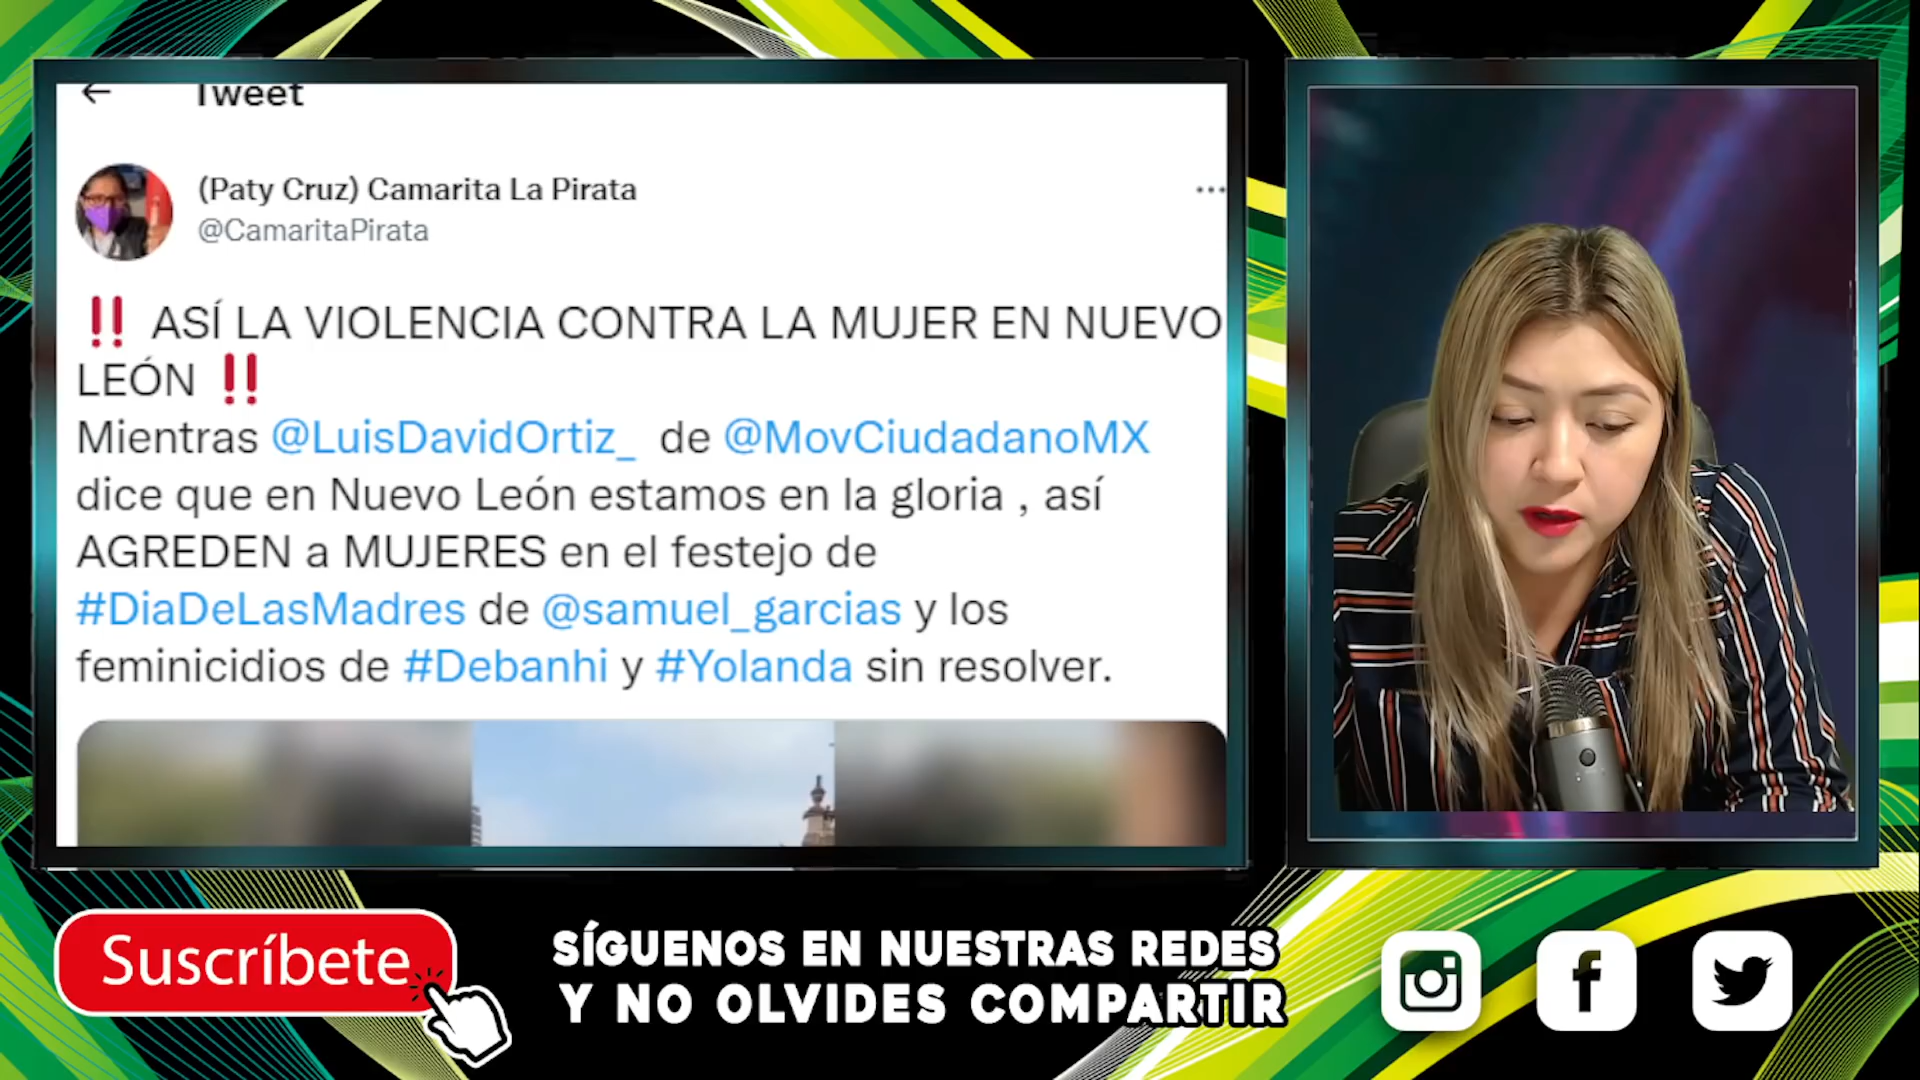 ← Tweet
(Paty Cruz) Camarita La Pirata
@CamaritaPirata
‼ ASÍ LA VIOLENCIA CONTRA LA MUJER EN NUEVO
LEÓN ‼
Mientras @LuisDavidOrtiz_ de @MovCiudadanoMX
dice que en Nuevo León estamos en la gloria , así
AGREDEN a MUJERES en el festejo de
#DiaDeLasMadres de @samuel_garcias y los
feminicidios de #Debanhi y #Yolanda sin resolver.
Suscríbete
SÍGUENOS EN NUESTRAS REDES
Y NO OLVIDES COMPARTIR